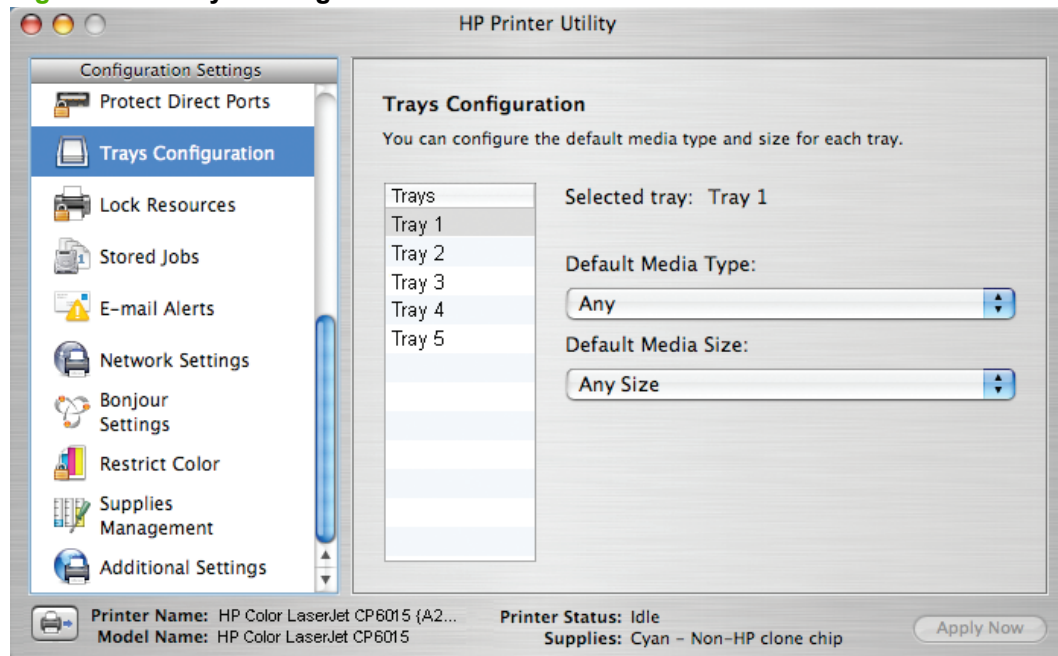 HP Printer Utility
Configuration Settings
Protect Direct Ports
Trays Configuration
Lock Resources
Stored Jobs
E-mail Alerts
Network Settings
Bonjour
Settings
Restrict Color
Supplies
Management
Additional Settings
Trays Configuration
You can configure the default media type and size for each tray.
Trays
Tray 1
Tray 2
Tray 3
Tray 4
Tray 5
Selected tray: Tray 1
Default Media Type:
Any
Default Media Size:
Any Size
Printer Name: HP Color LaserJet CP6015 {A2...
Model Name: HP Color LaserJet CP6015
Printer Status: Idle
Supplies: Cyan - Non-HP clone chip
Apply Now